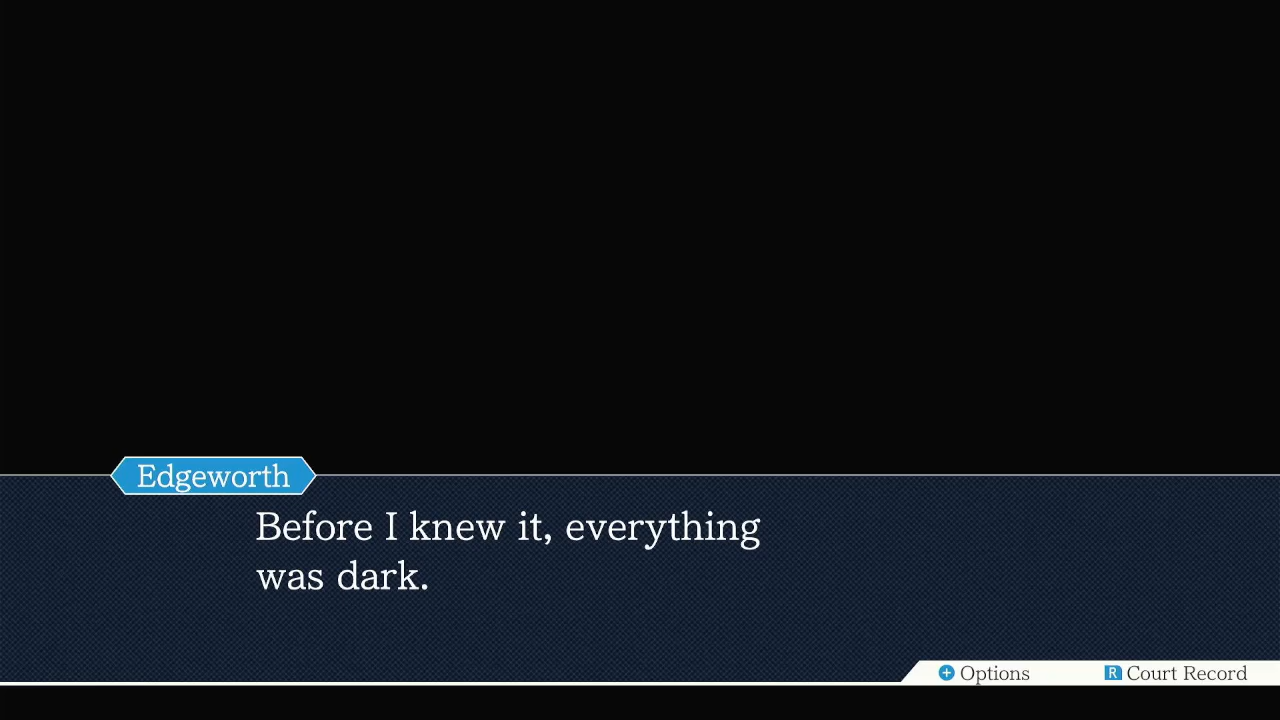 Edgeworth
Before I knew it, everything
was dark.
Options
R Court Record